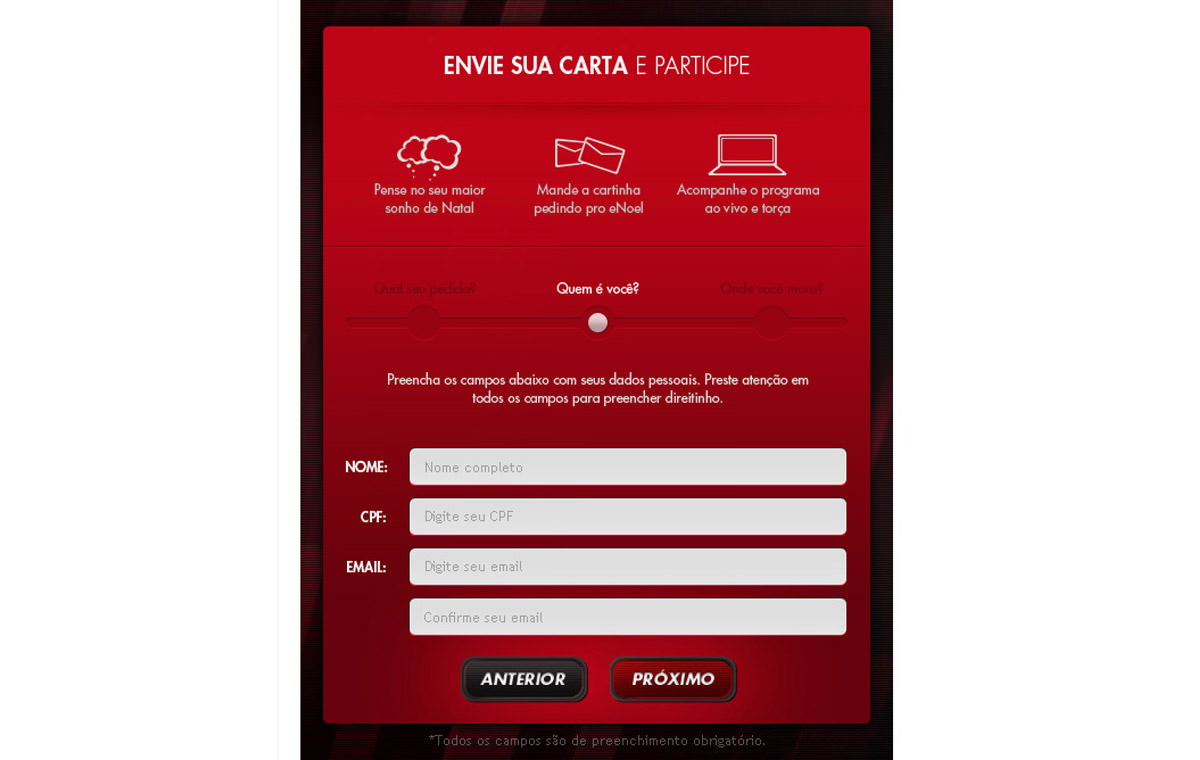 ENVIE SUA CARTA E PARTICIPE
Pense no seu maior
sonho de Natal
Mande a cartinha
pedindo pro eNoel
Acompanhe o programa
ao vivo e torça
Qual seu pedido?
Quem é você?
Onde você mora?
Preencha os campos abaixo com seus dados pessoais. Preste atenção em
todos os campos para preencher direitinho.
NOME: Nome completo
CPF: Digite seu CPF
EMAIL: Digite seu email
Confirme seu email
ANTERIOR PRÓXIMO
*Todos os campos são de preenchimento obrigatório.